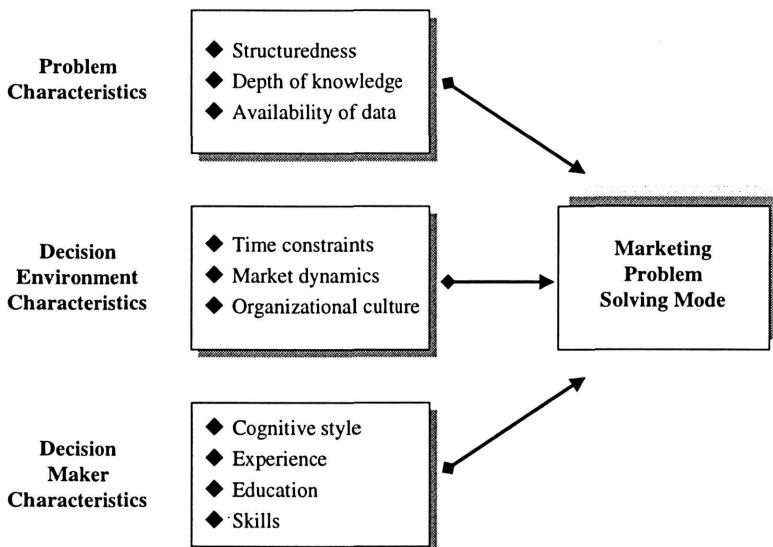 Problem
Characteristics
◆ Structuredness
◆ Depth of knowledge
◆ Availability of data
Decision
Environment
Characteristics
◆ Time constraints
◆ Market dynamics
◆ Organizational culture
Marketing
Problem
Solving Mode
Decision
Maker
Characteristics
◆ Cognitive style
◆ Experience
◆ Education
◆ Skills